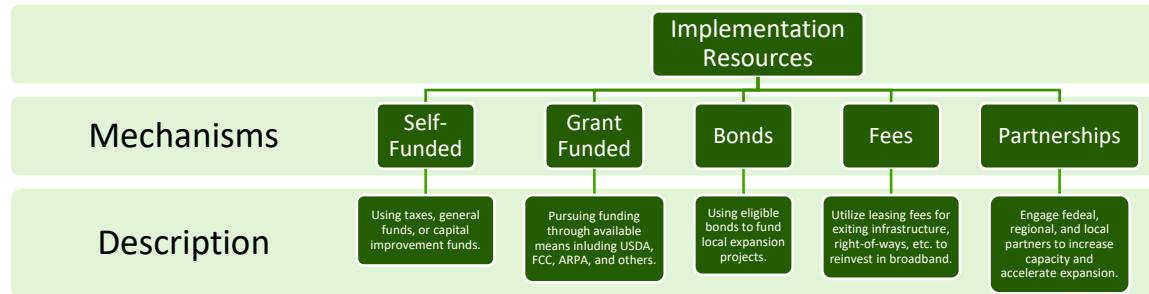 Implementation
Resources
Mechanisms
Self-
Funded
Grant
Funded
Bonds
Fees
Partnerships
Description
Using taxes, general
funds, or capital
improvement funds.
Pursuing funding
through available
means inluding USDA,
FCC, ARPA, and others.
Using eligible
bonds to fund
local expansion
projects.
Utilize leasing fees for
exiting infrastructure,
right-of-ways, etc. to
reinvest in broadband.
Engage federal,
regional, and local
partners to increase
capacity and
accelerate expansion.